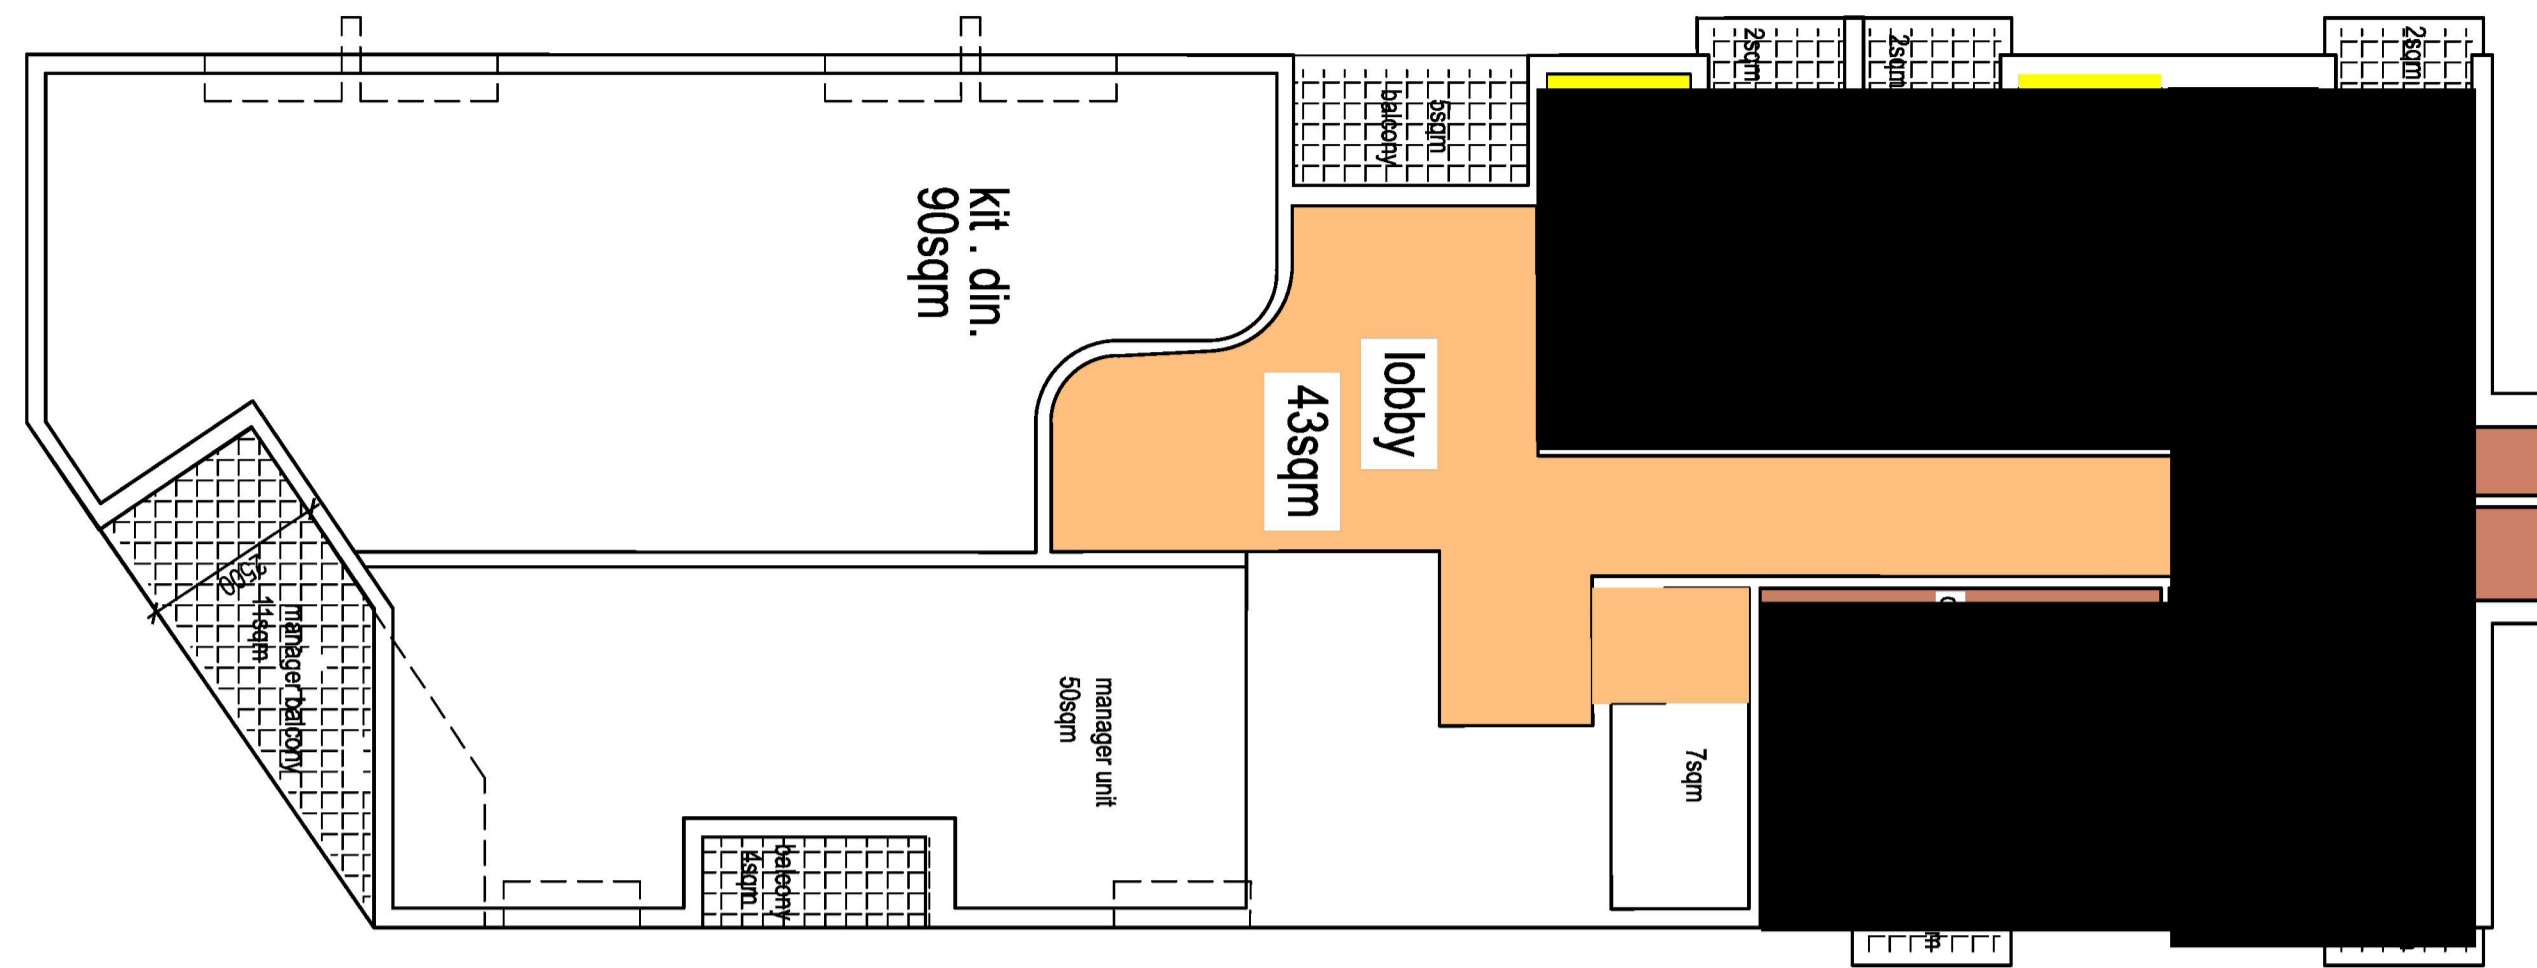 2sqm
2sqm
2sqm
5sqm
balcony
kit . din.
90sqm
lobby
43sqm
2500
manager balcony
11sqm
manager unit
50sqm
7sqm
balcony
4sqm